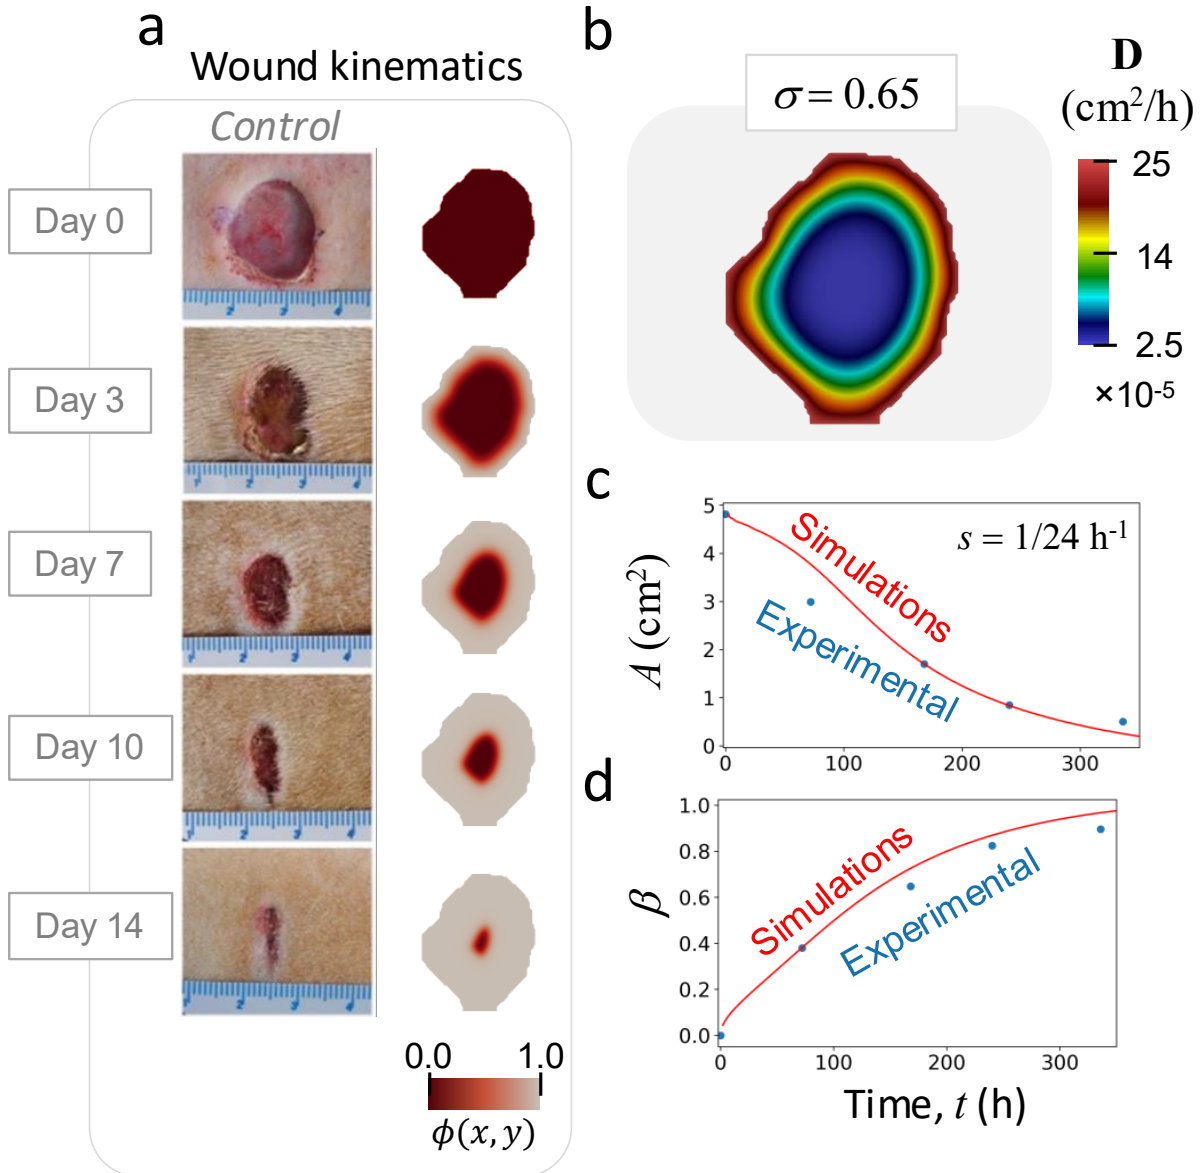 a
Wound kinematics
Control
Day 0
Day 3
Day 7
Day 10
Day 14
0.0 1.0
ϕ(x, y)
b
σ = 0.65
D
(cm²/h)
25
14
2.5
×10⁻⁵
c
5
4
3
2
1
0
A (cm²)
s = 1/24 h⁻¹
Simulations
Experimental
0 100 200 300
d
1.0
0.8
0.6
0.4
0.2
0.0
β
Simulations
Experimental
0 100 200 300
Time, t (h)